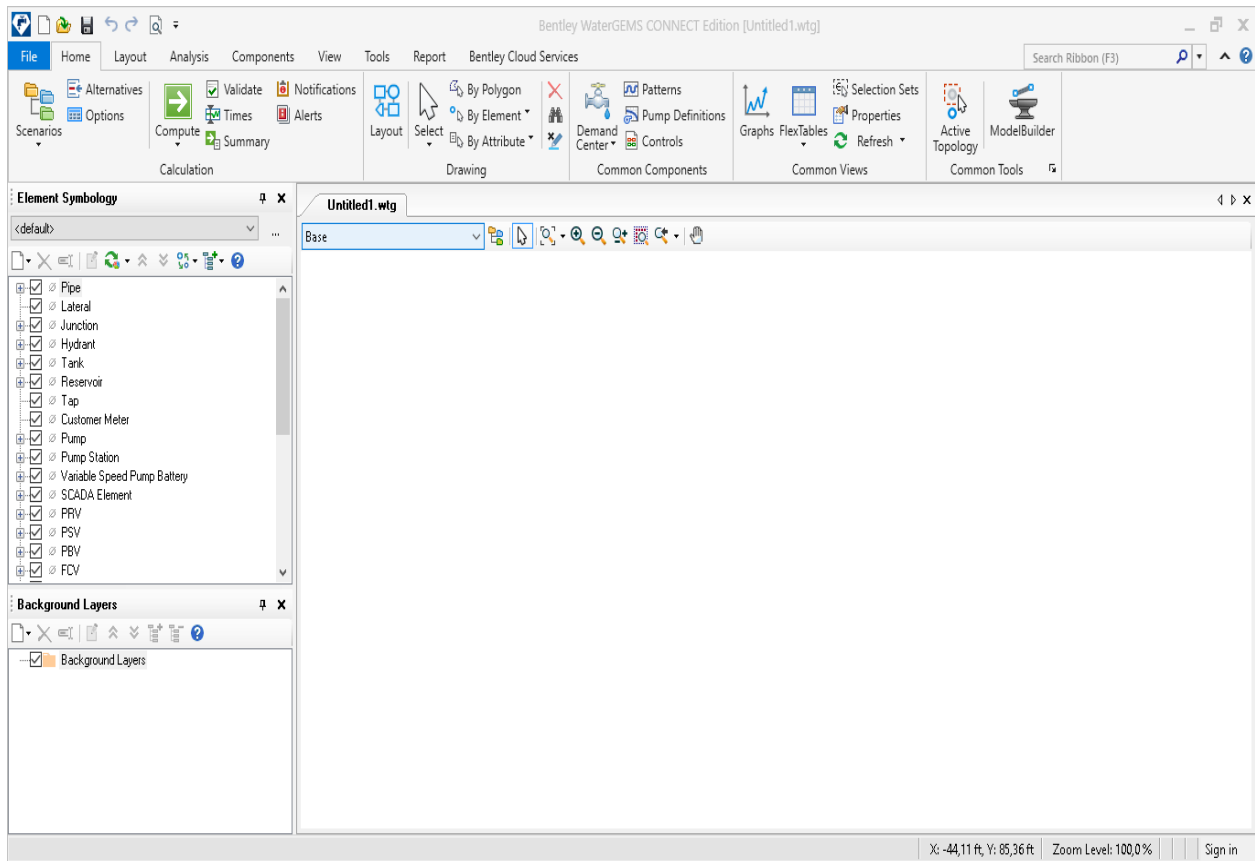 Bentley WaterGEMS CONNECT Edition [Untitled1.wtg]
File Home Layout Analysis Components View Tools Report Bentley Cloud Services Search Ribbon (F3)
Scenarios
Alternatives
Options
Compute
Validate
Times
Summary
Notifications
Alerts
Calculation
Layout
Select
By Polygon
By Element
By Attribute
Drawing
Demand Center
Patterns
Pump Definitions
Controls
Common Components
Graphs
FlexTables
Selection Sets
Properties
Refresh
Common Views
Active Topology
ModelBuilder
Common Tools
Element Symbology
<default>
...
Pipe
Lateral
Junction
Hydrant
Tank
Reservoir
Tap
Customer Meter
Pump
Pump Station
Variable Speed Pump Battery
SCADA Element
PRV
PSV
PBV
FCV
Background Layers
Background Layers
Untitled1.wtg
Base
X: -44,11 ft, Y: 85,36 ft Zoom Level: 100,0 % Sign in